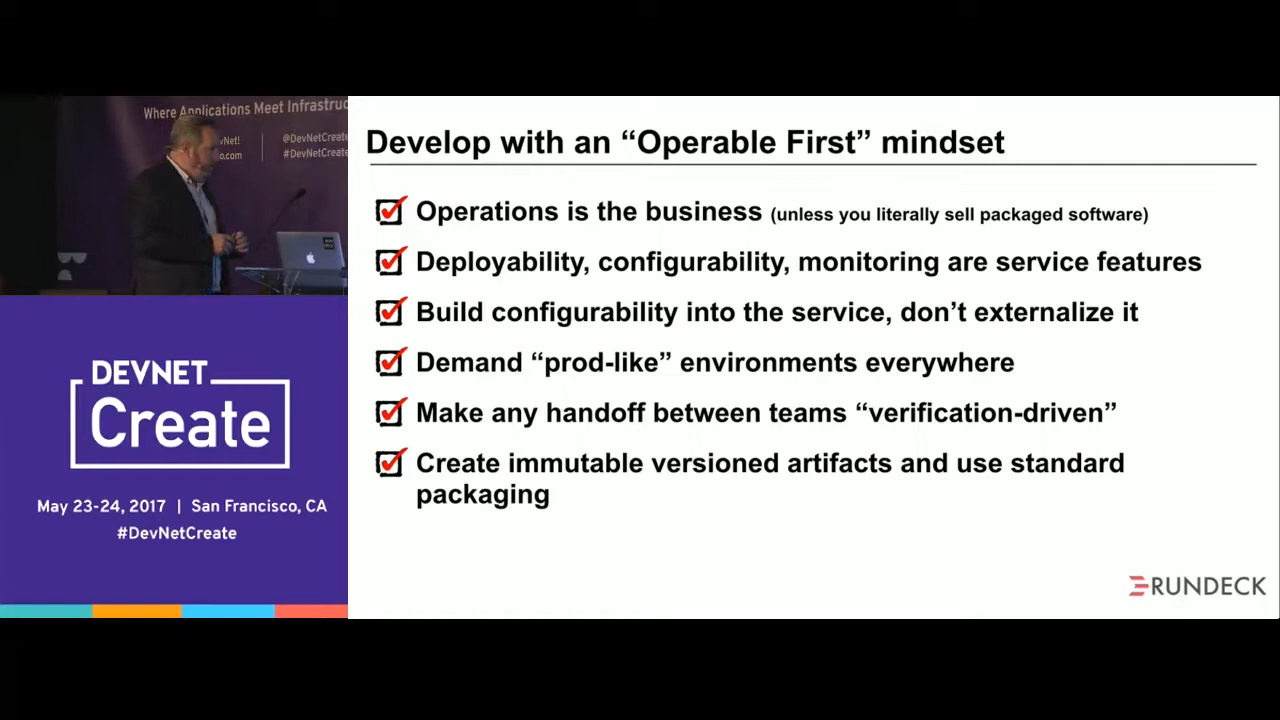 Where Applications Meet Infrastruc
vNet! @DevNetCreate
o.com #DevNetCreate
DEVNET
Create
May 23-24, 2017 | San Francisco, CA
#DevNetCreate
Develop with an “Operable First” mindset
Operations is the business (unless you literally sell packaged software)
Deployability, configurability, monitoring are service features
Build configurability into the service, don’t externalize it
Demand “prod-like” environments everywhere
Make any handoff between teams “verification-driven”
Create immutable versioned artifacts and use standard
packaging
RUNDECK